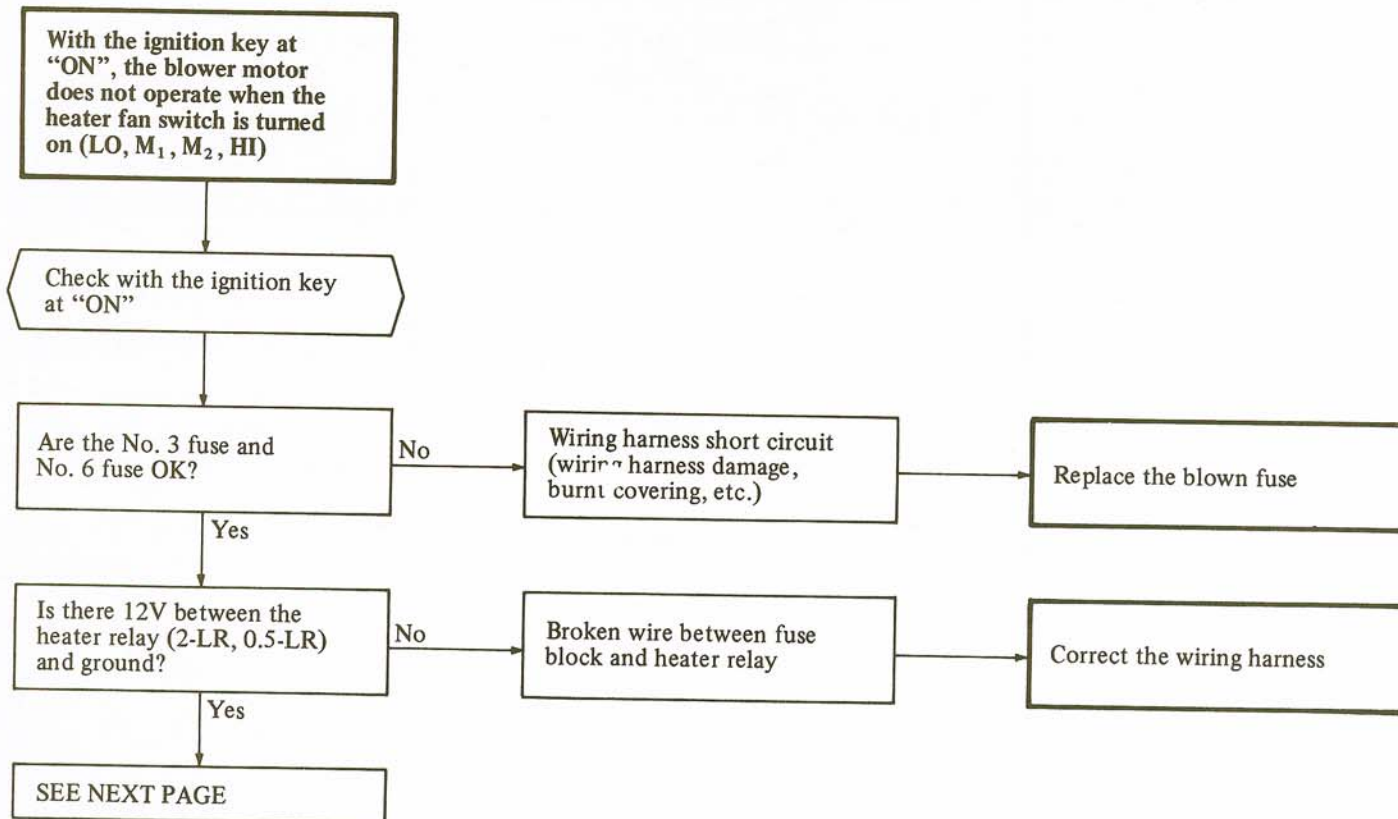 With the ignition key at
“ON”, the blower motor
does not operate when the
heater fan switch is turned
on (LO, M₁, M₂, HI)
Check with the ignition key
at “ON”
Are the No. 3 fuse and
No. 6 fuse OK?
No
Wiring harness short circuit
(wiring harness damage,
burnt covering, etc.)
Replace the blown fuse
Yes
Is there 12V between the
heater relay (2-LR, 0.5-LR)
and ground?
No
Broken wire between fuse
block and heater relay
Correct the wiring harness
Yes
SEE NEXT PAGE